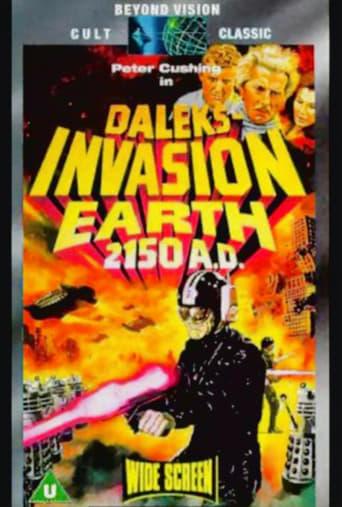 BEYOND VISION
CULT CLASSIC
Peter Cushing
in
DALEKS'
INVASION
EARTH
2150 A.D.
WIDE SCREEN
U